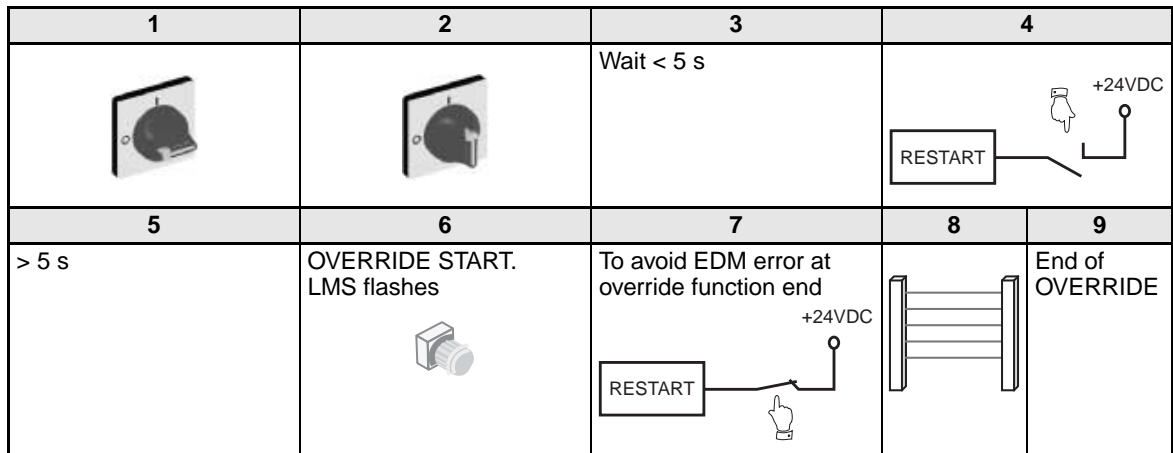 1
2
3
4
I
O
I
O
Wait < 5 s
+24VDC
RESTART
5
6
7
8
9
> 5 s
OVERRIDE START.
LMS flashes
To avoid EDM error at
override function end
+24VDC
RESTART
End of
OVERRIDE